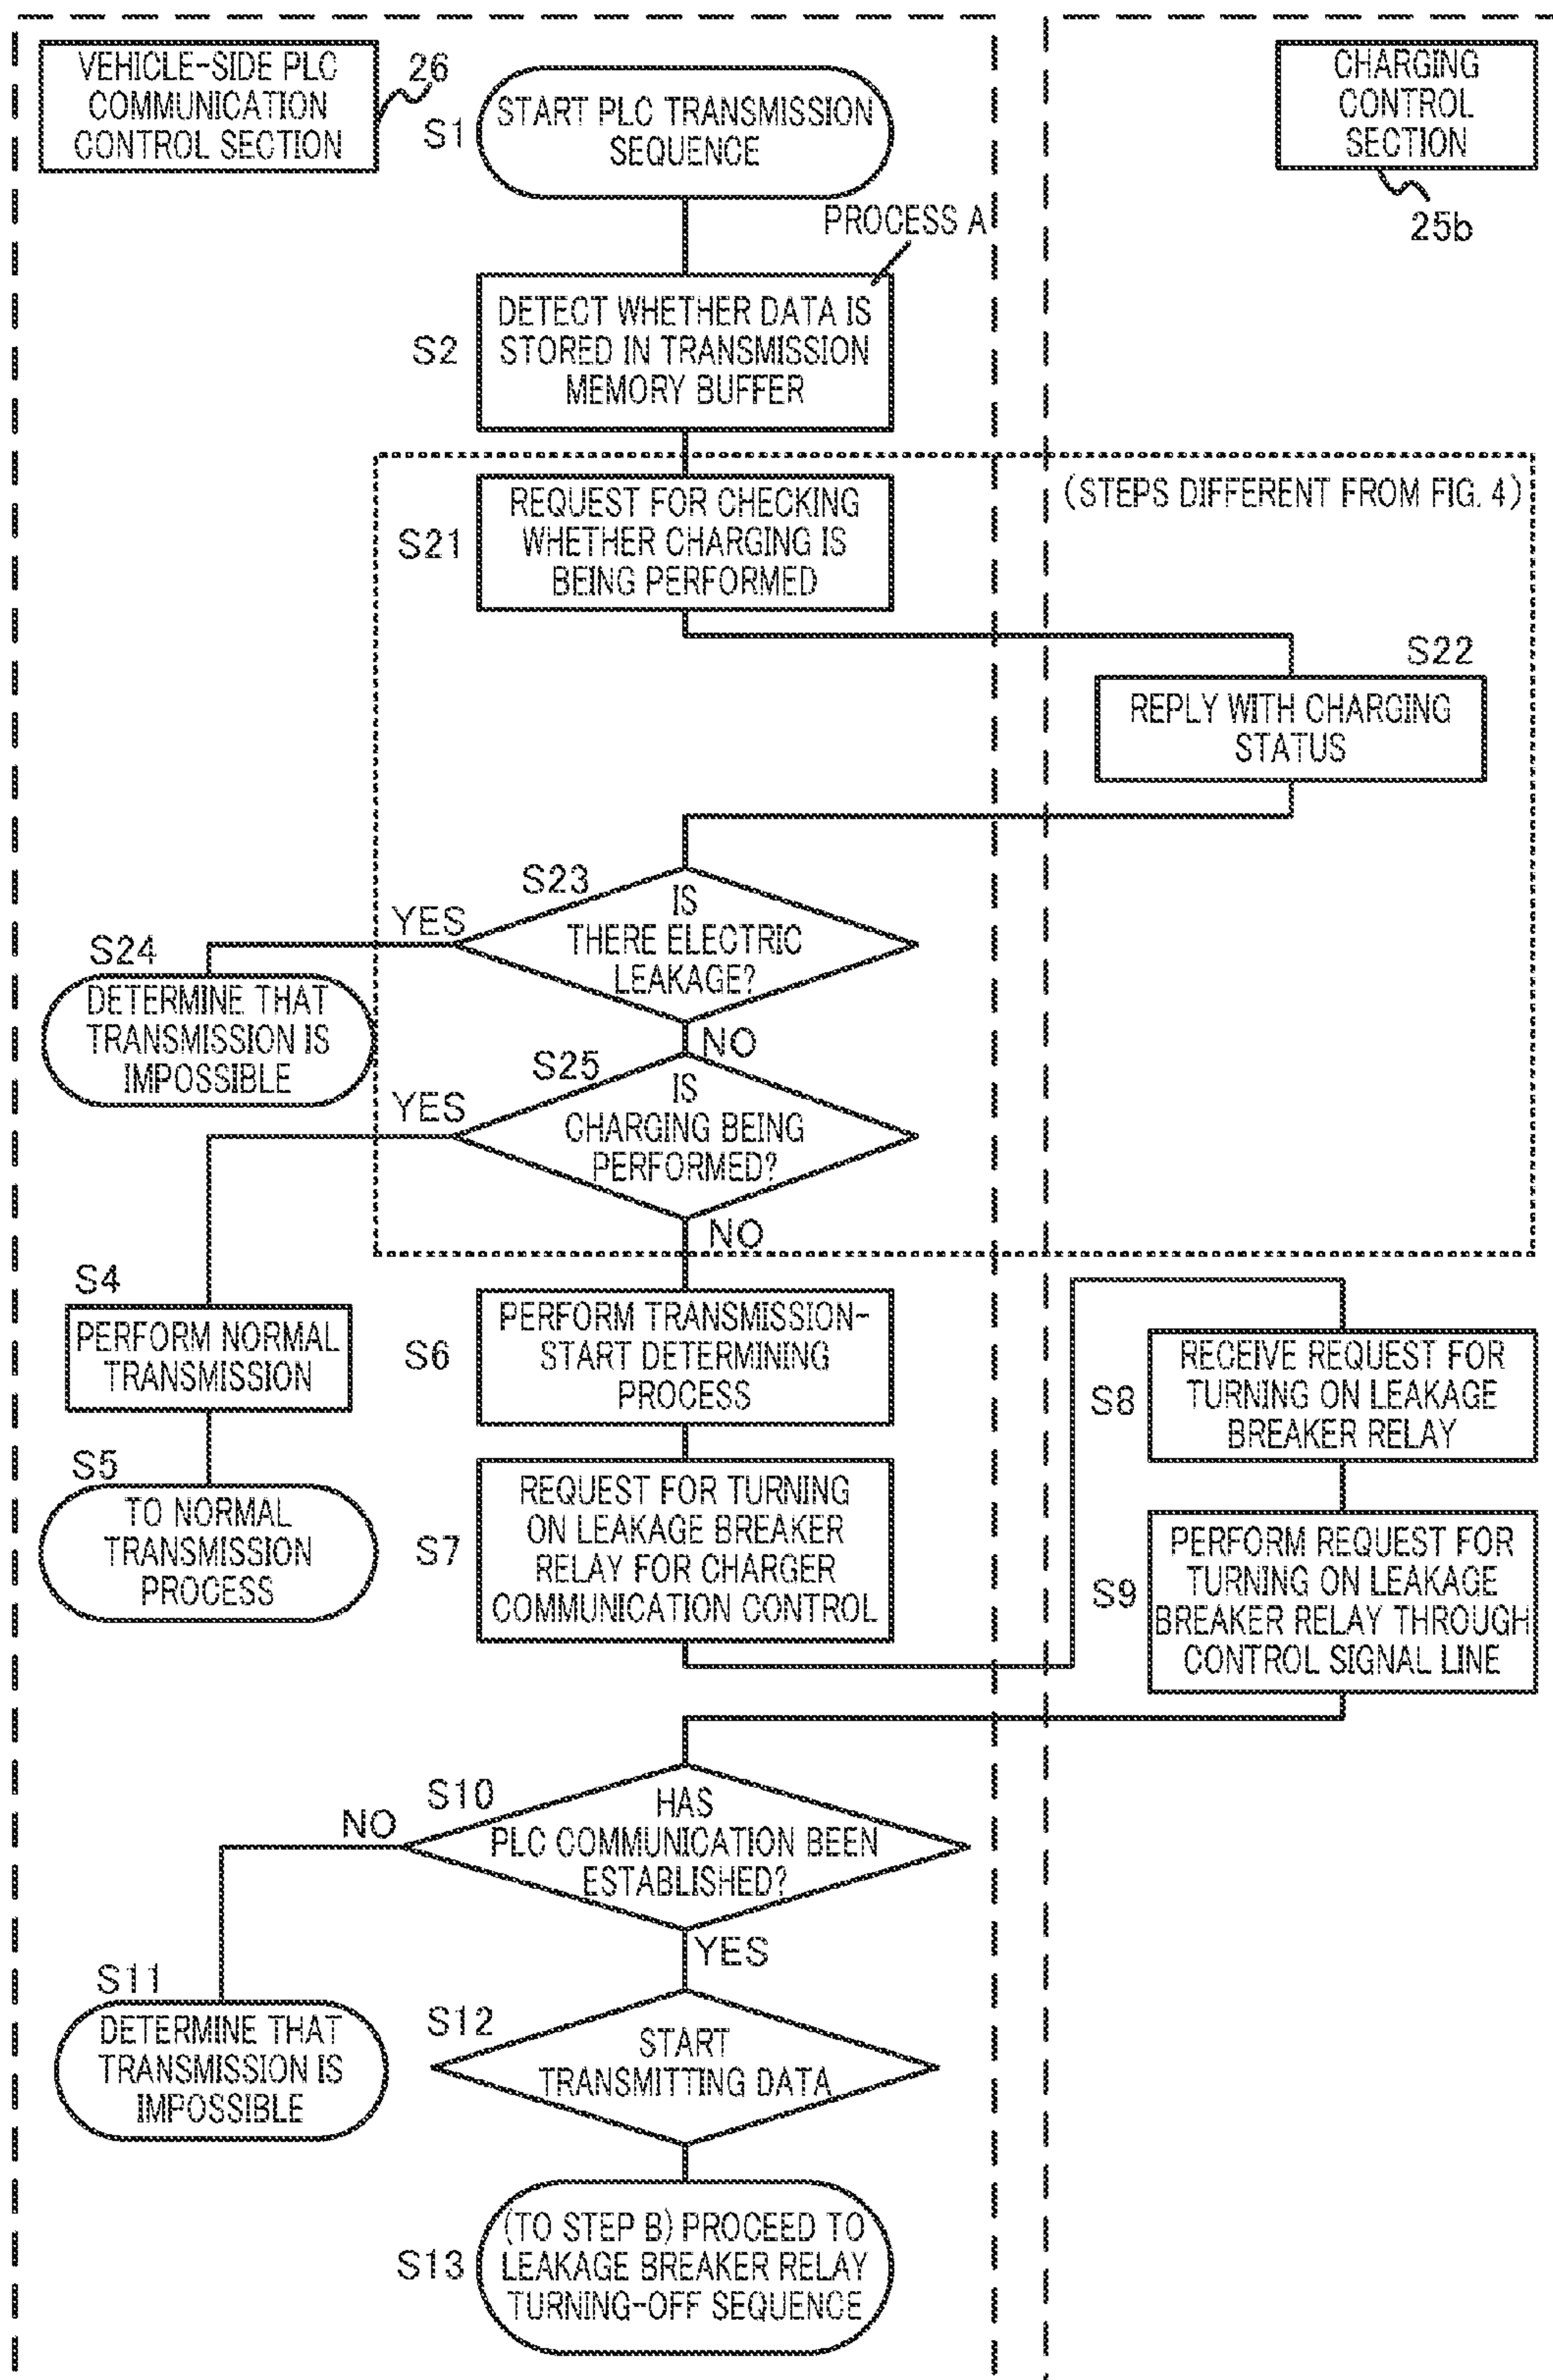 VEHICLE-SIDE PLC
COMMUNICATION
CONTROL SECTION
26
S1
START PLC TRANSMISSION
SEQUENCE
CHARGING
CONTROL
SECTION
25b
PROCESS A
S2
DETECT WHETHER DATA IS
STORED IN TRANSMISSION
MEMORY BUFFER
(STEPS DIFFERENT FROM FIG. 4)
S21
REQUEST FOR CHECKING
WHETHER CHARGING IS
BEING PERFORMED
S22
REPLY WITH CHARGING
STATUS
S23
IS
THERE ELECTRIC
LEAKAGE?
YES
S24
DETERMINE THAT
TRANSMISSION IS
IMPOSSIBLE
NO
S25
IS
CHARGING BEING
PERFORMED?
YES
NO
S4
PERFORM NORMAL
TRANSMISSION
S5
TO NORMAL
TRANSMISSION
PROCESS
S6
PERFORM TRANSMISSION-
START DETERMINING
PROCESS
S7
REQUEST FOR TURNING
ON LEAKAGE BREAKER
RELAY FOR CHARGER
COMMUNICATION CONTROL
S8
RECEIVE REQUEST FOR
TURNING ON LEAKAGE
BREAKER RELAY
S9
PERFORM REQUEST FOR
TURNING ON LEAKAGE
BREAKER RELAY THROUGH
CONTROL SIGNAL LINE
S10
HAS
PLC COMMUNICATION BEEN
ESTABLISHED?
NO
YES
S11
DETERMINE THAT
TRANSMISSION IS
IMPOSSIBLE
S12
START
TRANSMITTING DATA
S13
(TO STEP B) PROCEED TO
LEAKAGE BREAKER RELAY
TURNING-OFF SEQUENCE